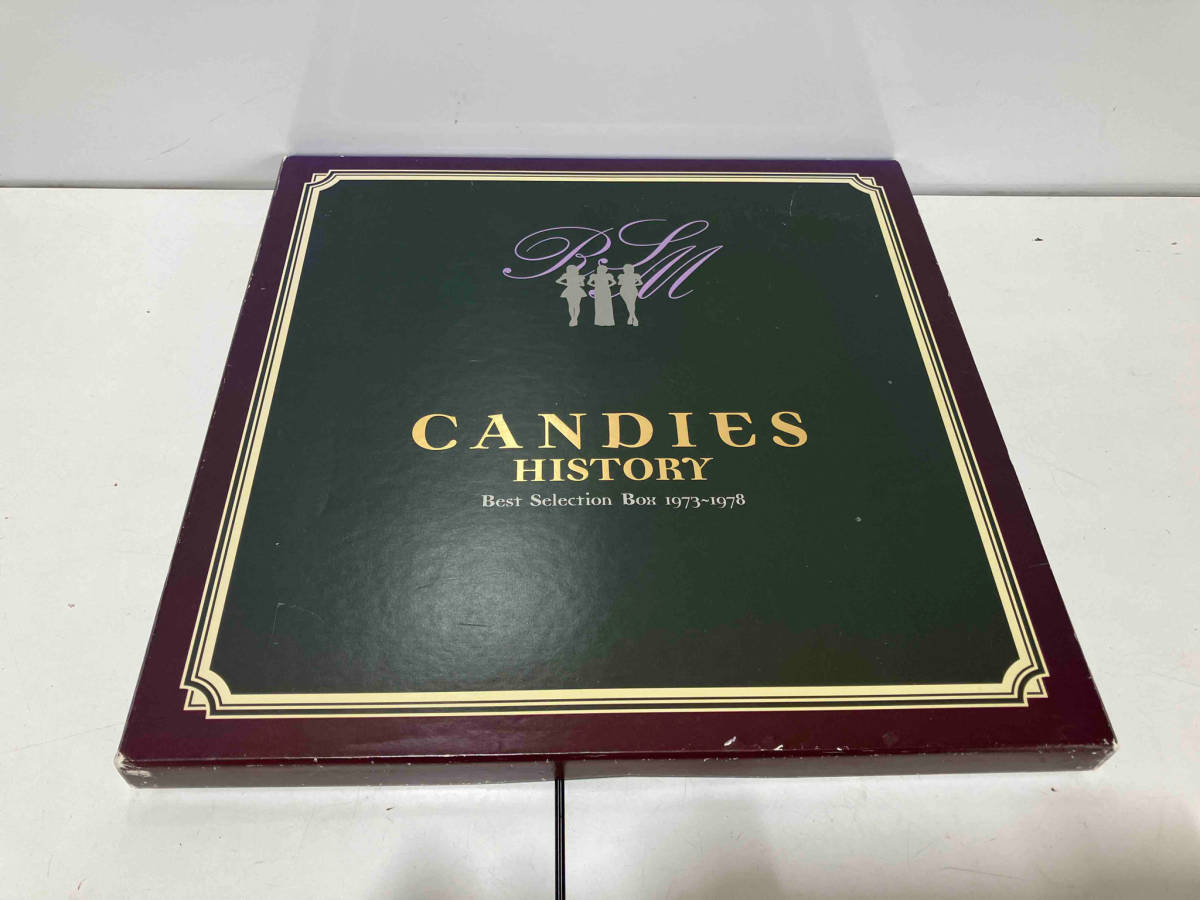 RSM
CANDIES
HISTORY
Best Selection Box 1973~1978